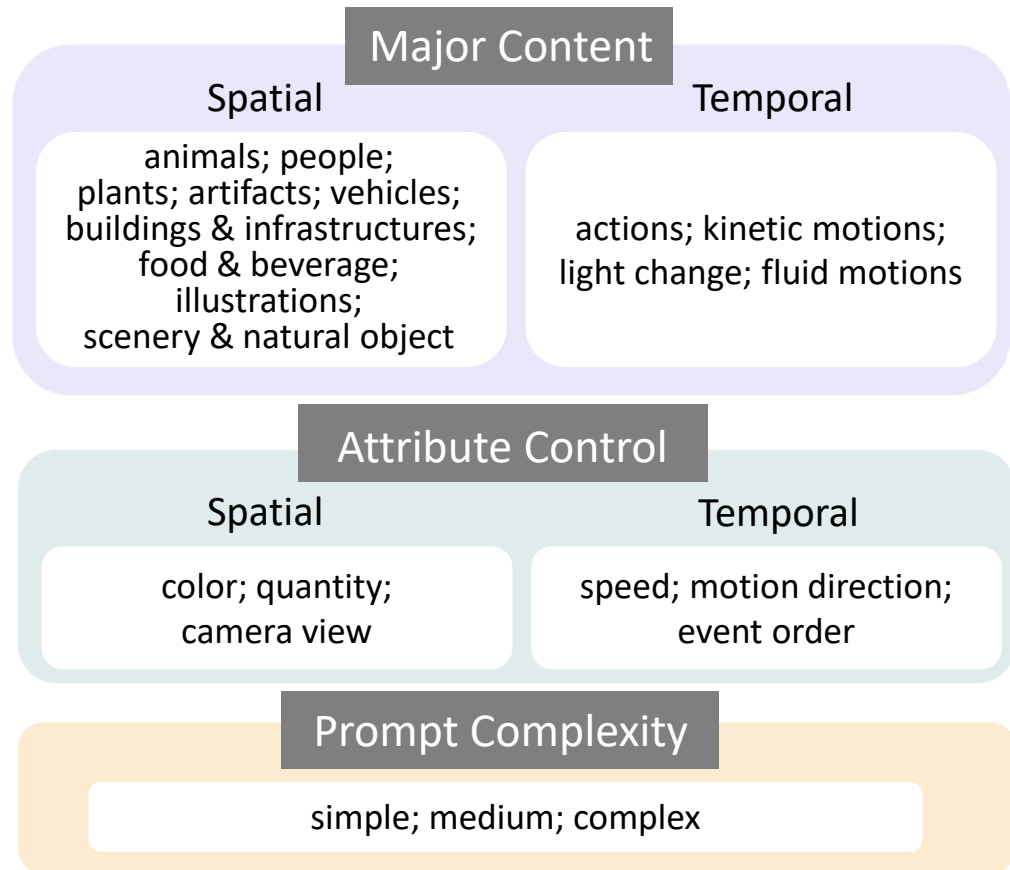 Major Content
Spatial
animals; people;
plants; artifacts; vehicles;
buildings & infrastructures;
food & beverage;
illustrations;
scenery & natural object
Temporal
actions; kinetic motions;
light change; fluid motions
Attribute Control
Spatial
color; quantity;
camera view
Temporal
speed; motion direction;
event order
Prompt Complexity
simple; medium; complex